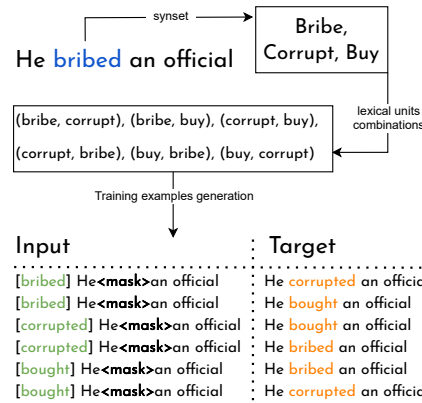 synset
Bribe,
Corrupt, Buy
He bribed an official
lexical units
combinations
(bribe, corrupt), (bribe, buy), (corrupt, buy),
(corrupt, bribe), (buy, bribe), (buy, corrupt)
Training examples generation
Input Target
[bribed] He<mask>an official He corrupted an official
[bribed] He<mask>an official He bought an official
[corrupted] He<mask>an official He bought an official
[corrupted] He<mask>an official He bribed an official
[bought] He<mask>an official He bribed an official
[bought] He<mask>an official He corrupted an official